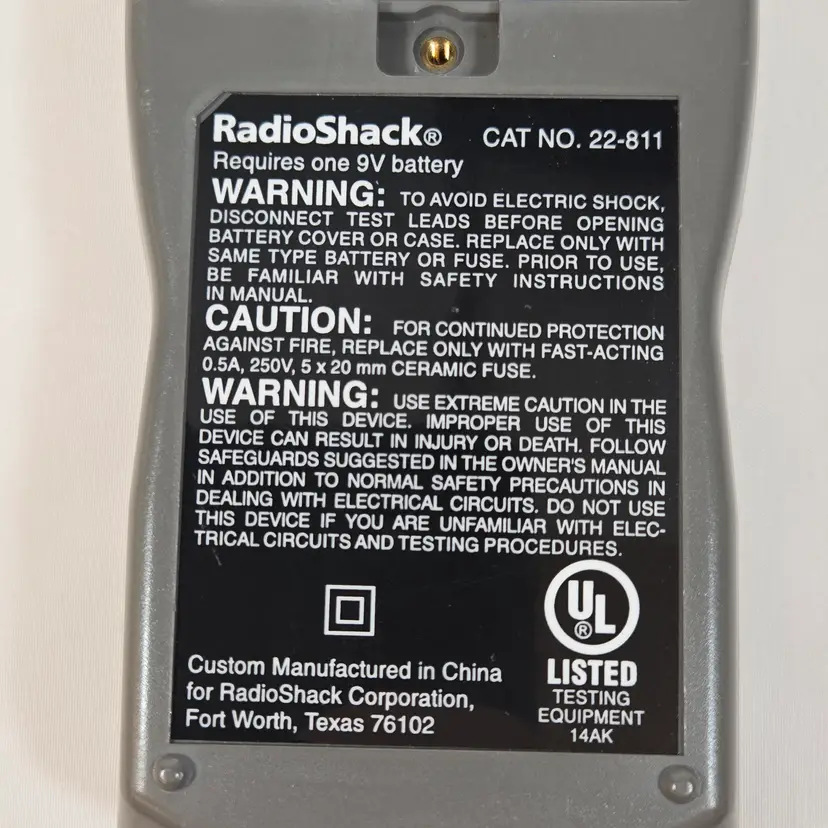 RadioShack® CAT NO. 22-811
Requires one 9V battery
WARNING: TO AVOID ELECTRIC SHOCK,
DISCONNECT TEST LEADS BEFORE OPENING
BATTERY COVER OR CASE. REPLACE ONLY WITH
SAME TYPE BATTERY OR FUSE. PRIOR TO USE,
BE FAMILIAR WITH SAFETY INSTRUCTIONS
IN MANUAL.
CAUTION: FOR CONTINUED PROTECTION
AGAINST FIRE, REPLACE ONLY WITH FAST-ACTING
0.5A, 250V, 5 x 20 mm CERAMIC FUSE.
WARNING: USE EXTREME CAUTION IN THE
USE OF THIS DEVICE. IMPROPER USE OF THIS
DEVICE CAN RESULT IN INJURY OR DEATH. FOLLOW
SAFEGUARDS SUGGESTED IN THE OWNER'S MANUAL
IN ADDITION TO NORMAL SAFETY PRECAUTIONS IN
DEALING WITH ELECTRICAL CIRCUITS. DO NOT USE
THIS DEVICE IF YOU ARE UNFAMILIAR WITH ELEC-
TRICAL CIRCUITS AND TESTING PROCEDURES.
Custom Manufactured in China
for RadioShack Corporation,
Fort Worth, Texas 76102
UL®
LISTED
TESTING
EQUIPMENT
14AK